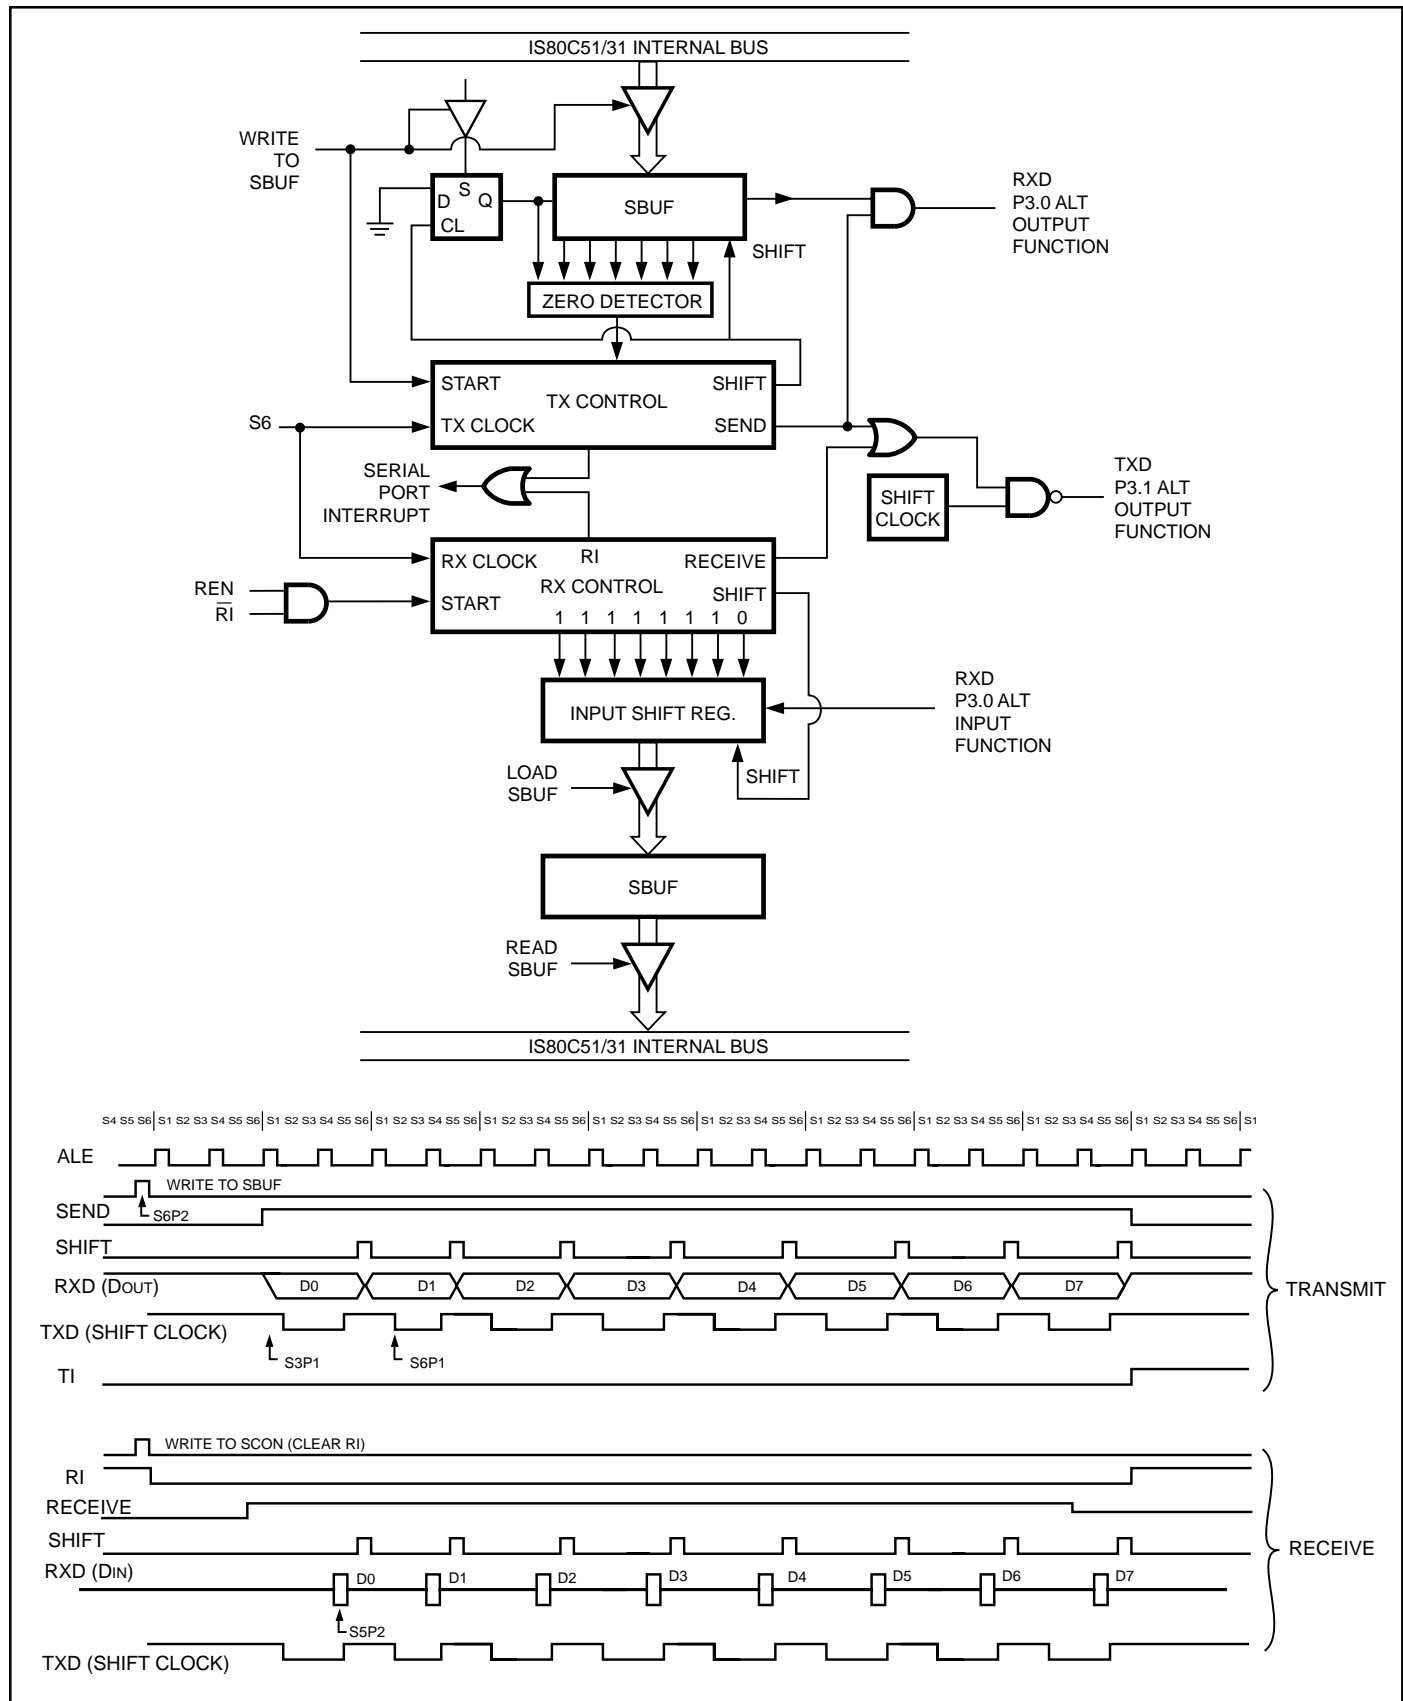 IS80C51/31 INTERNAL BUS
WRITE
TO
SBUF
D S Q
CL
SBUF
SHIFT
RXD
P3.0 ALT
OUTPUT
FUNCTION
ZERO DETECTOR
START
SHIFT
TX CONTROL
S6
TX CLOCK
SEND
SERIAL
PORT
INTERRUPT
SHIFT
CLOCK
TXD
P3.1 ALT
OUTPUT
FUNCTION
RX CLOCK
RI
RECEIVE
RX CONTROL
SHIFT
REN
R̅I̅
START
1 1 1 1 1 1 1 0
INPUT SHIFT REG.
RXD
P3.0 ALT
INPUT
FUNCTION
LOAD
SBUF
SHIFT
SBUF
READ
SBUF
IS80C51/31 INTERNAL BUS
S4 S5 S6 S1 S2 S3 S4 S5 S6 S1 S2 S3 S4 S5 S6 S1 S2 S3 S4 S5 S6 S1 S2 S3 S4 S5 S6 S1 S2 S3 S4 S5 S6 S1 S2 S3 S4 S5 S6 S1 S2 S3 S4 S5 S6 S1 S2 S3 S4 S5 S6 S1 S2 S3 S4 S5 S6 S1 S2 S3 S4 S5 S6 S1
ALE
WRITE TO SBUF
SEND
S6P2
SHIFT
RXD (DOUT)
D0 D1 D2 D3 D4 D5 D6 D7
TRANSMIT
TXD (SHIFT CLOCK)
S3P1
S6P1
TI
WRITE TO SCON (CLEAR RI)
RI
RECEIVE
SHIFT
RECEIVE
RXD (DIN)
D0 D1 D2 D3 D4 D5 D6 D7
S5P2
TXD (SHIFT CLOCK)